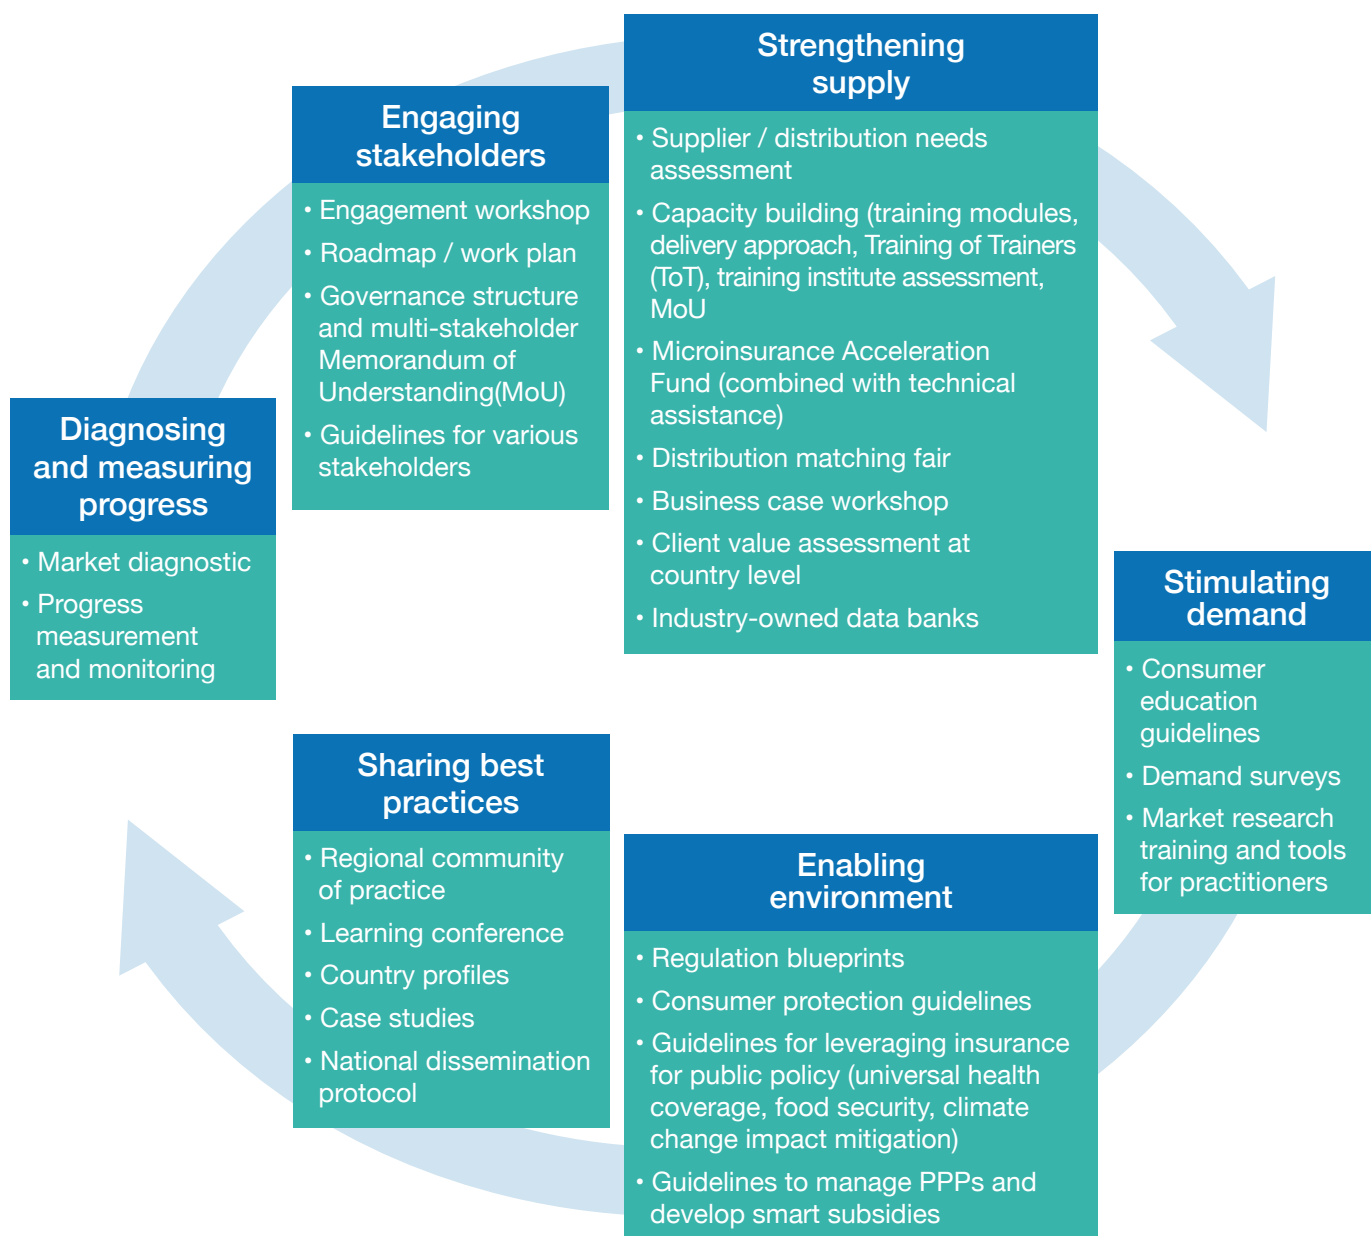 Strengthening
supply
• Supplier / distribution needs
assessment
• Capacity building (training modules,
delivery approach, Training of Trainers
(ToT), training institute assessment,
MoU
• Microinsurance Acceleration
Fund (combined with technical
assistance)
• Distribution matching fair
• Business case workshop
• Client value assessment at
country level
• Industry-owned data banks
Engaging
stakeholders
• Engagement workshop
• Roadmap / work plan
• Governance structure
and multi-stakeholder
Memorandum of
Understanding(MoU)
• Guidelines for various
stakeholders
Diagnosing
and measuring
progress
• Market diagnostic
• Progress
measurement
and monitoring
Stimulating
demand
• Consumer
education
guidelines
• Demand surveys
• Market research
training and tools
for practitioners
Sharing best
practices
• Regional community
of practice
• Learning conference
• Country profiles
• Case studies
• National dissemination
protocol
Enabling
environment
• Regulation blueprints
• Consumer protection guidelines
• Guidelines for leveraging insurance
for public policy (universal health
coverage, food security, climate
change impact mitigation)
• Guidelines to manage PPPs and
develop smart subsidies